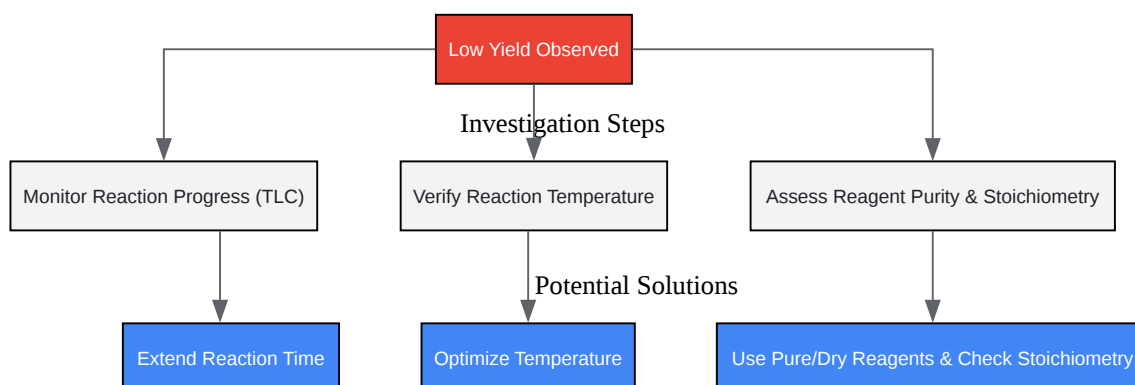 Low Yield Observed
Investigation Steps
Monitor Reaction Progress (TLC)
Verify Reaction Temperature
Assess Reagent Purity & Stoichiometry
Potential Solutions
Extend Reaction Time
Optimize Temperature
Use Pure/Dry Reagents & Check Stoichiometry